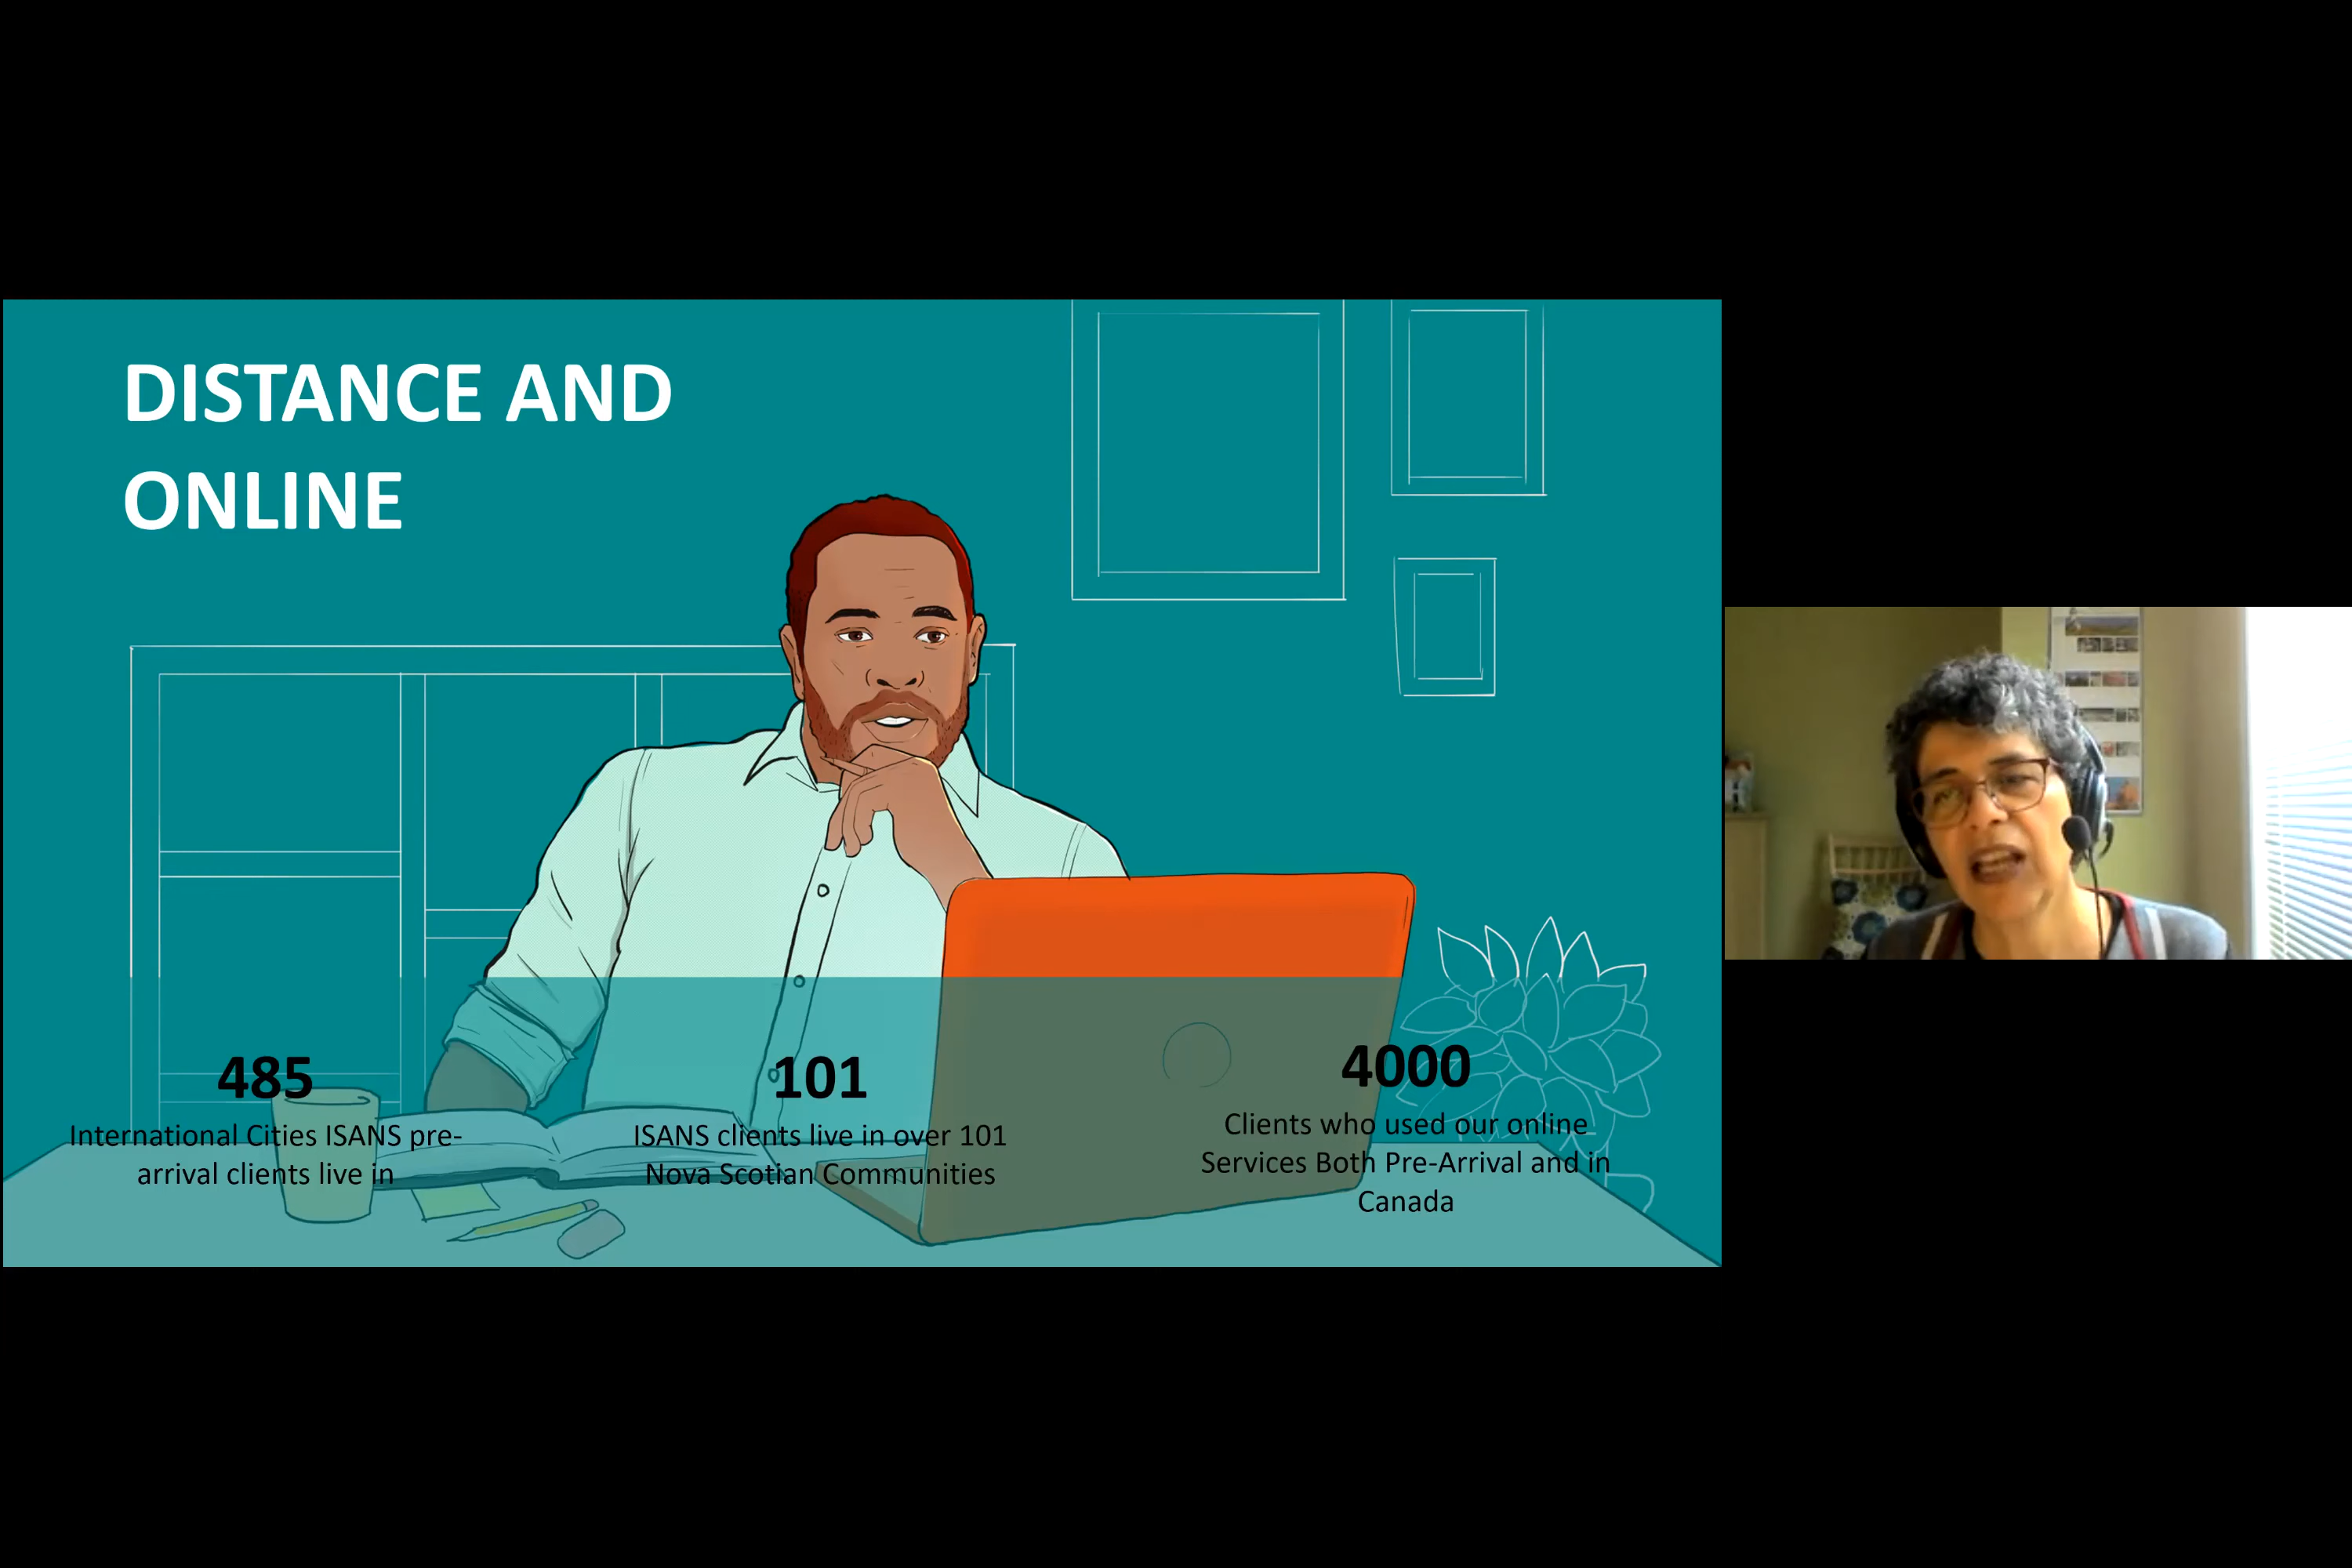 DISTANCE AND
ONLINE
485
International Cities ISANS pre-
arrival clients live in
101
ISANS clients live in over 101
Nova Scotian Communities
4000
Clients who used our online
Services Both Pre-Arrival and in
Canada